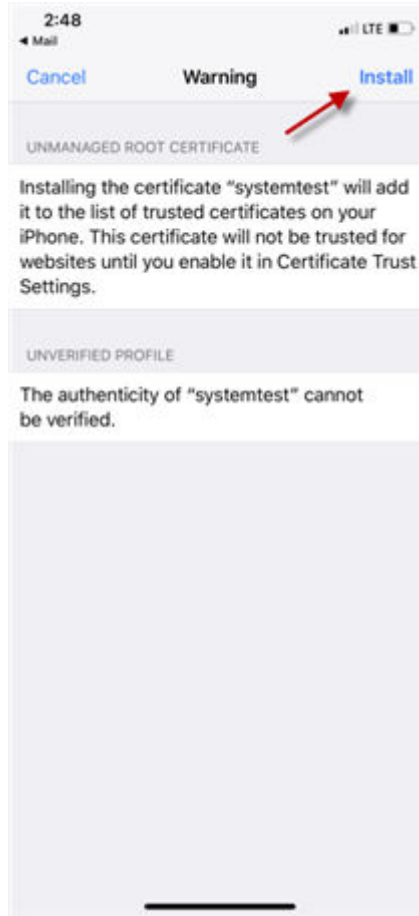 2:48
◀ Mail
LTE
Cancel Warning Install
UNMANAGED ROOT CERTIFICATE
Installing the certificate “systemtest” will add
it to the list of trusted certificates on your
iPhone. This certificate will not be trusted for
websites until you enable it in Certificate Trust
Settings.
UNVERIFIED PROFILE
The authenticity of “systemtest” cannot
be verified.